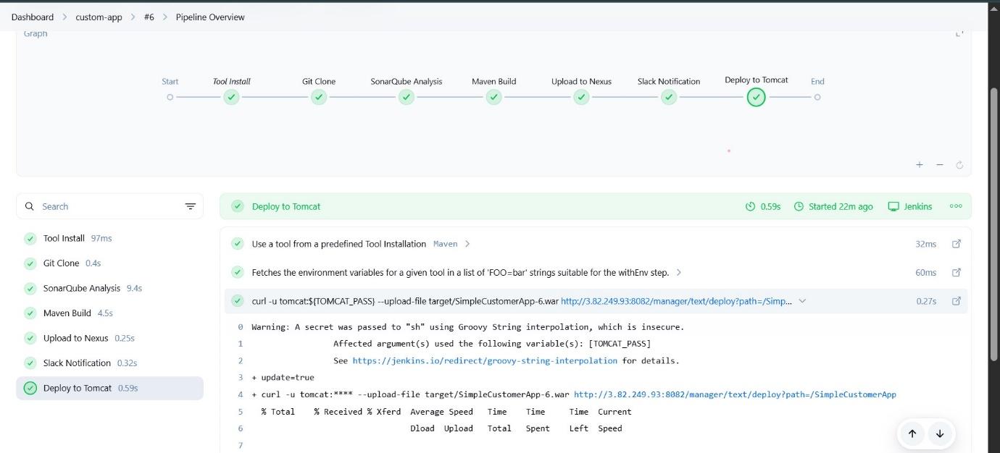 Dashboard > custom-app > #6 > Pipeline Overview
Graph
Start Tool Install Git Clone SonarQube Analysis Maven Build Upload to Nexus Slack Notification Deploy to Tomcat End
Search
Deploy to Tomcat 0.59s Started 22m ago Jenkins
Tool Install 97ms
Git Clone 0.4s
SonarQube Analysis 9.4s
Maven Build 4.5s
Upload to Nexus 0.25s
Slack Notification 0.32s
Deploy to Tomcat 0.59s
Use a tool from a predefined Tool Installation Maven > 32ms
Fetches the environment variables for a given tool in a list of 'FOO=bar' strings suitable for the withEnv step. > 60ms
curl -u tomcat:${TOMCAT_PASS} --upload-file target/SimpleCustomerApp-6.war http://3.82.249.93:8082/manager/text/deploy?path=/Simp... 0.27s
0 Warning: A secret was passed to "sh" using Groovy String interpolation, which is insecure.
1 Affected argument(s) used the following variable(s): [TOMCAT_PASS]
2 See https://jenkins.io/redirect/groovy-string-interpolation for details.
3 + update=true
4 + curl -u tomcat:**** --upload-file target/SimpleCustomerApp-6.war http://3.82.249.93:8082/manager/text/deploy?path=/SimpleCustomerApp
5 % Total % Received % Xferd Average Speed Time Time Time Current
6 Dload Upload Total Spent Left Speed
7